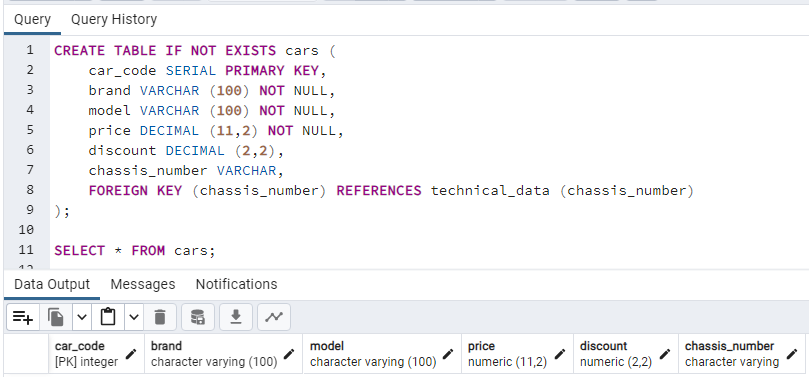 Query Query History
1 CREATE TABLE IF NOT EXISTS cars (
2 car_code SERIAL PRIMARY KEY,
3 brand VARCHAR (100) NOT NULL,
4 model VARCHAR (100) NOT NULL,
5 price DECIMAL (11,2) NOT NULL,
6 discount DECIMAL (2,2),
7 chassis_number VARCHAR,
8 FOREIGN KEY (chassis_number) REFERENCES technical_data (chassis_number)
9 );
10
11 SELECT * FROM cars;
12
Data Output Messages Notifications
car_code brand model price discount chassis_number
[PK] integer character varying (100) character varying (100) numeric (11,2) numeric (2,2) character varying